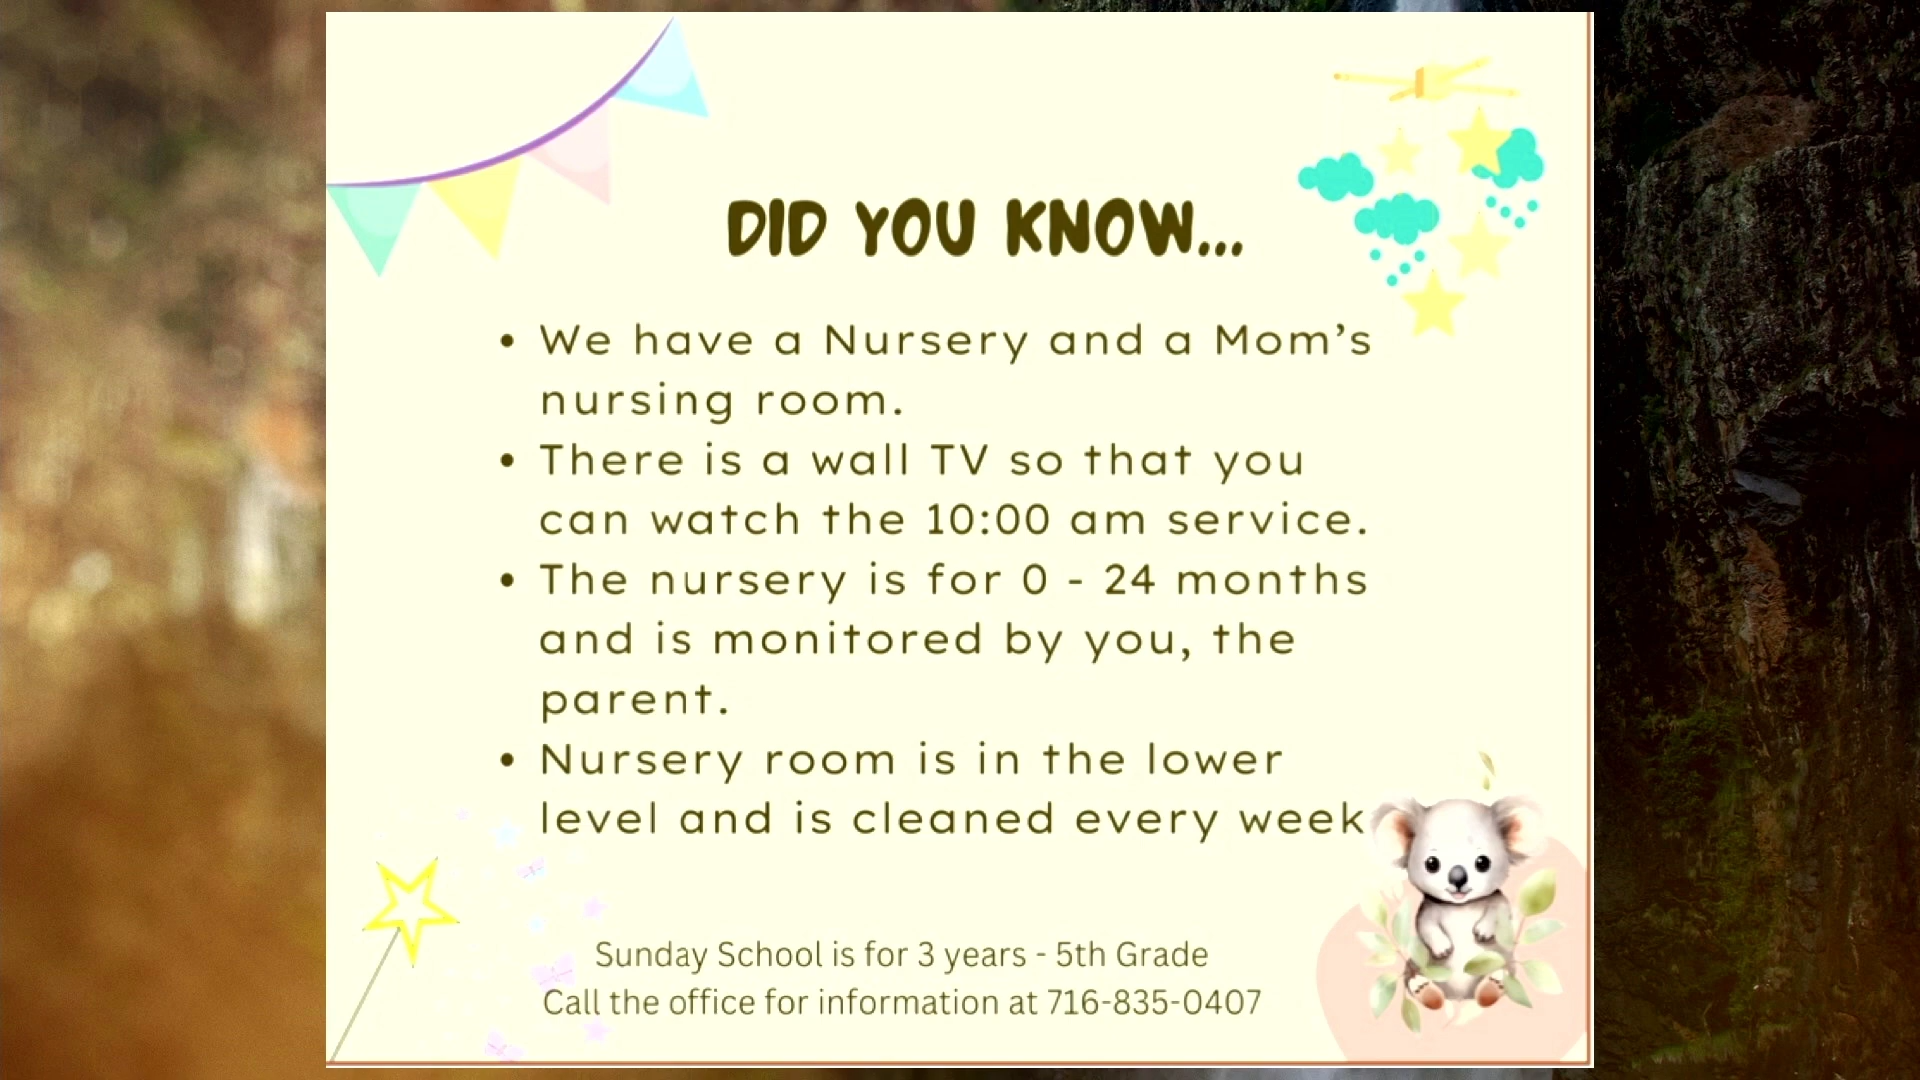 DID YOU KNOW...
• We have a Nursery and a Mom’s
nursing room.
• There is a wall TV so that you
can watch the 10:00 am service.
• The nursery is for 0 - 24 months
and is monitored by you, the
parent.
• Nursery room is in the lower
level and is cleaned every week
Sunday School is for 3 years - 5th Grade
Call the office for information at 716-835-0407